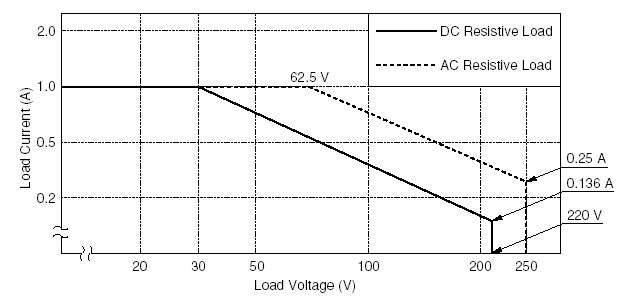 2.0
DC Resistive Load
AC Resistive Load
62.5 V
1.0
Load Current (A)
0.5
0.25 A
0.136 A
0.2
220 V
20 30 50 100 200 250
Load Voltage (V)